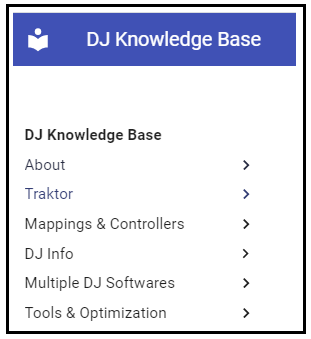 DJ Knowledge Base
DJ Knowledge Base
About
Traktor
Mappings & Controllers
DJ Info
Multiple DJ Softwares
Tools & Optimization